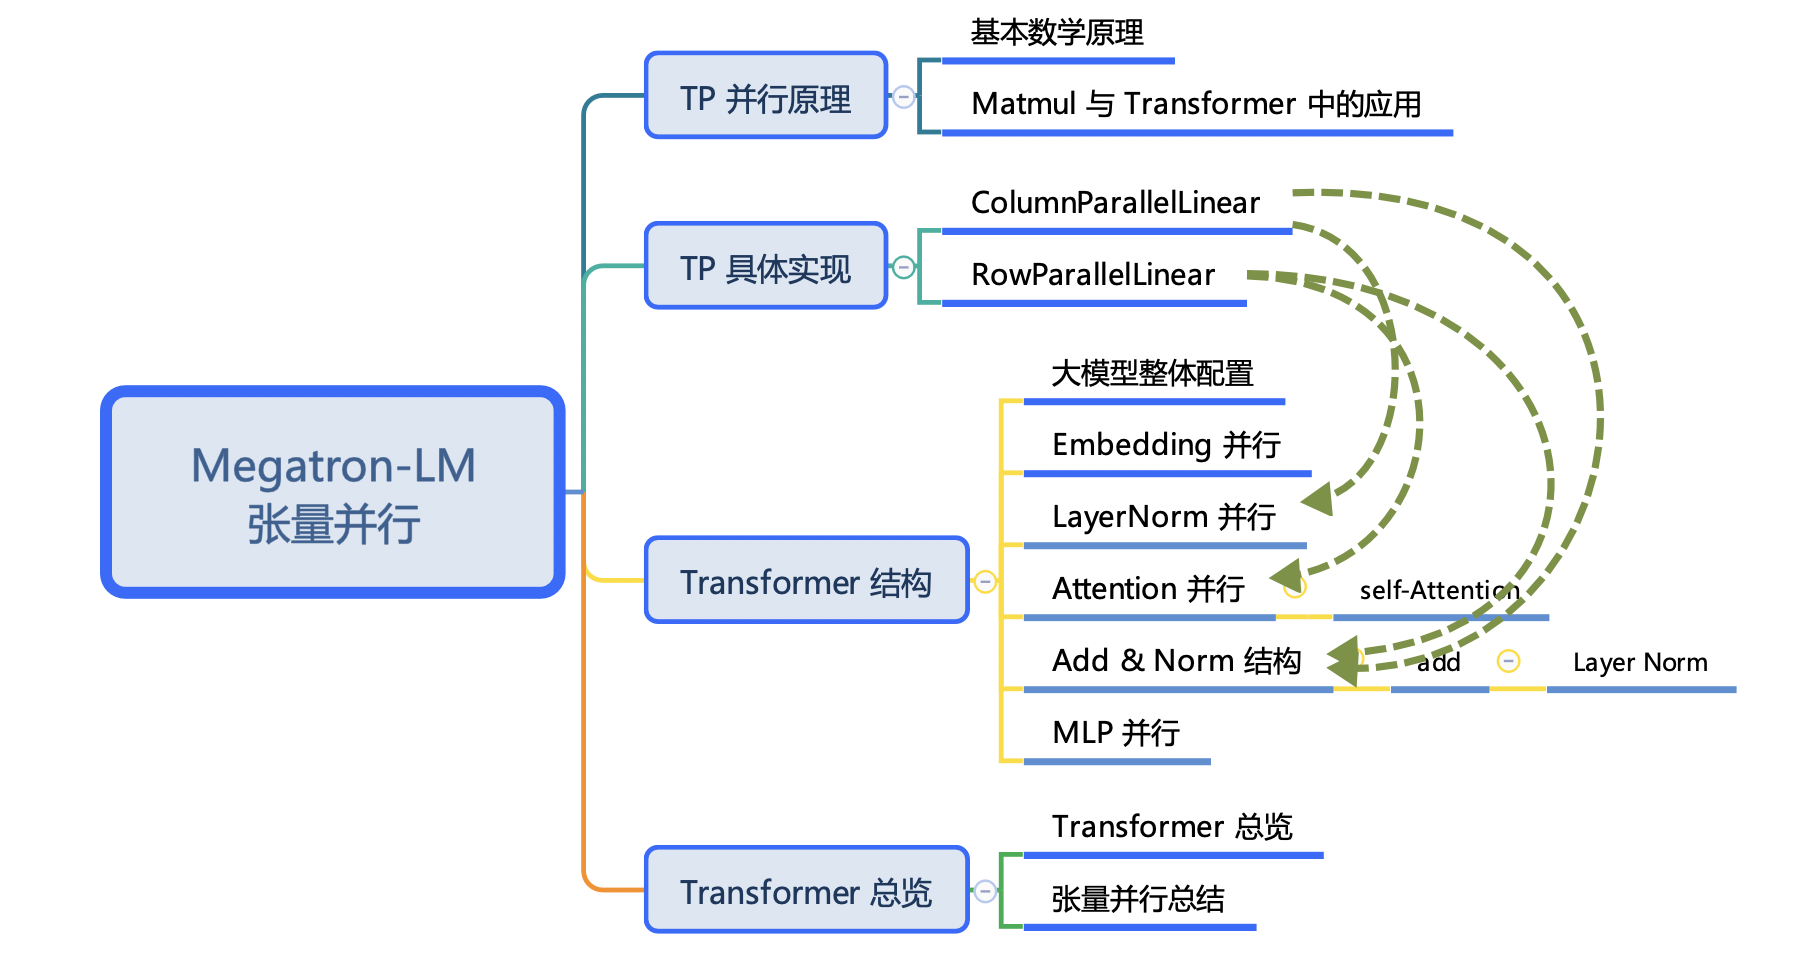 基本数学原理
TP 并行原理
Matmul 与 Transformer 中的应用
ColumnParallelLinear
TP 具体实现
RowParallelLinear
大模型整体配置
Embedding 并行
Megatron-LM
张量并行
LayerNorm 并行
Transformer 结构
Attention 并行
self-Attention
Add & Norm 结构
add
Layer Norm
MLP 并行
Transformer 总览
Transformer 总览
张量并行总结